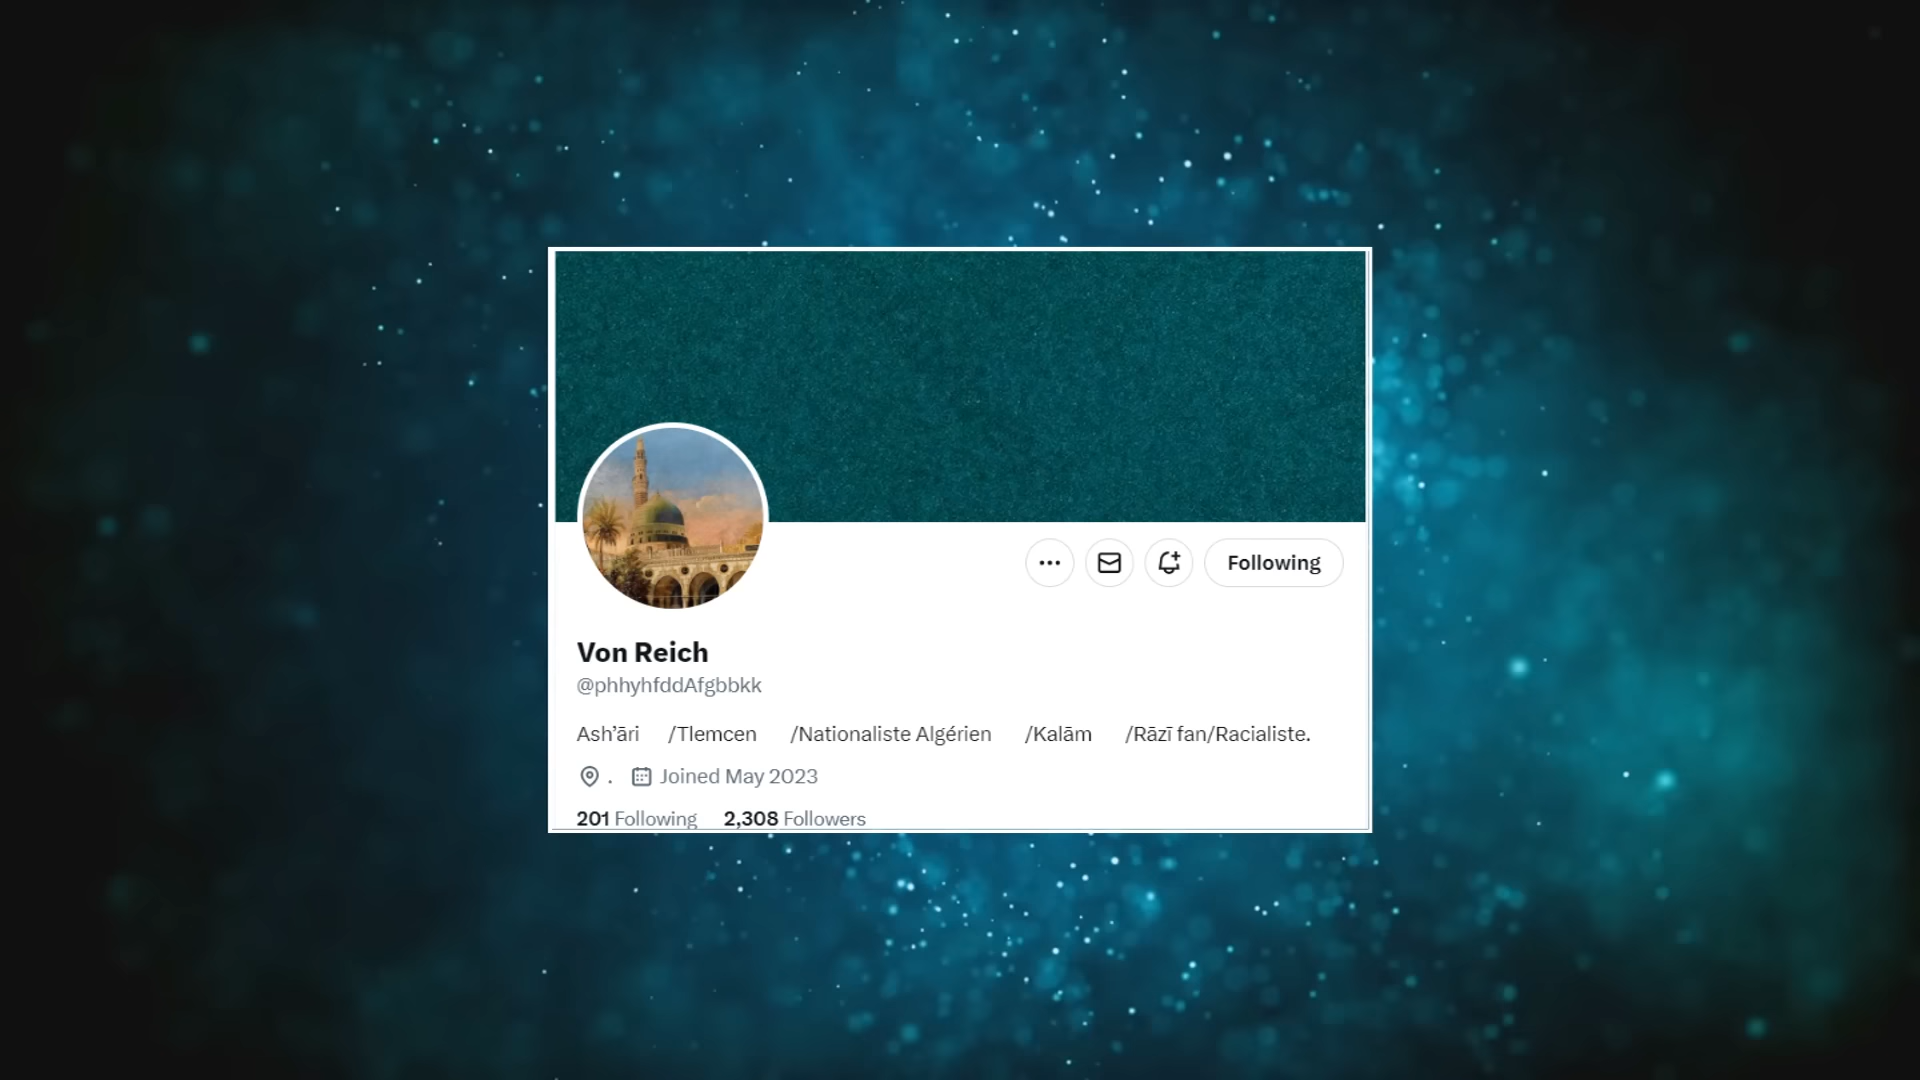 Following
Von Reich
@phhyhfddAfgbbkk
Ash’āri /Tlemcen /Nationaliste Algérien /Kalām /Rāzī fan/Racialiste.
. Joined May 2023
201 Following 2,308 Followers